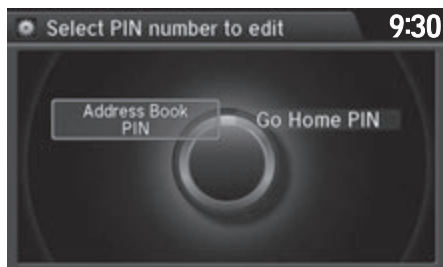 Select PIN number to edit
9:30
Address Book
PIN
Go Home PIN